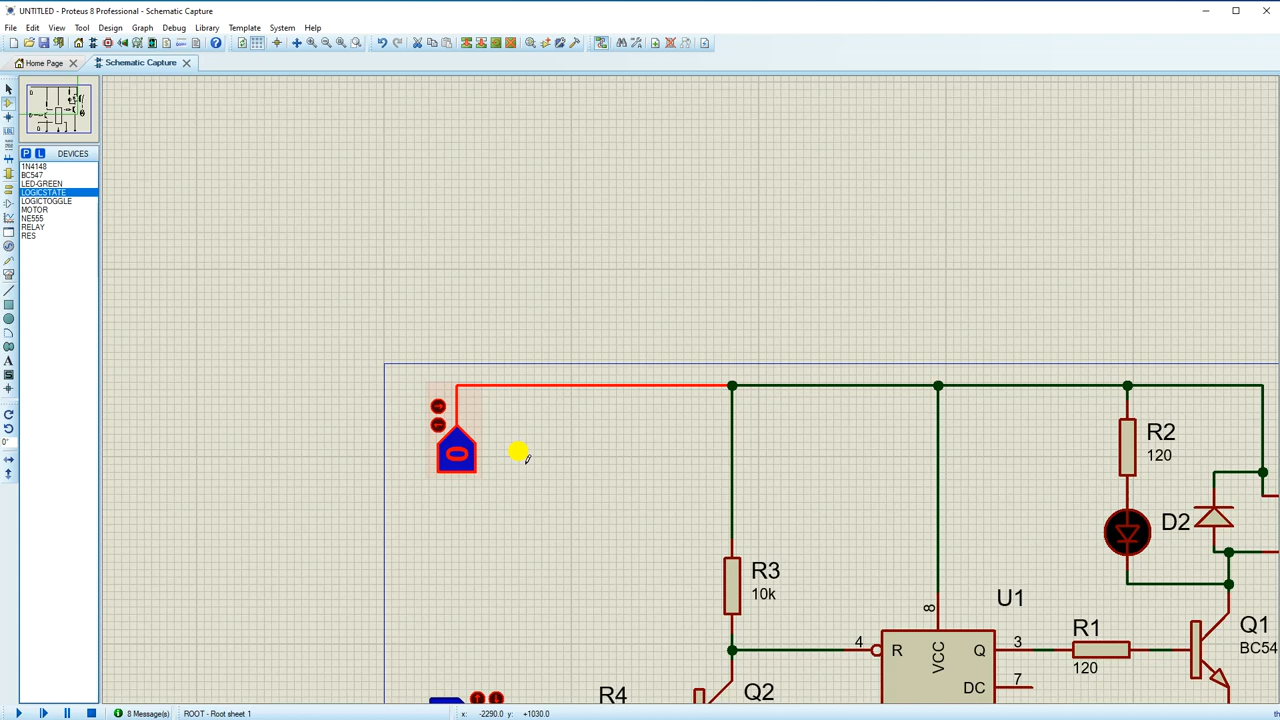 UNTITLED - Proteus 8 Professional - Schematic Capture
File Edit View Tool Design Graph Debug Library Template System Help
Home Page Schematic Capture
P L DEVICES
1N4148
BC547
LED-GREEN
LOGICSTATE
LOGICTOGGLE
MOTOR
NE555
RELAY
RES
0°
0
R2
120
D2
R3
10k
U1
8
4
R
VCC
Q
3
DC
7
R1
120
Q1
BC54
R4
Q2
8 Message(s) ROOT - Root sheet 1 x: -2290.0 y: +1030.0 th